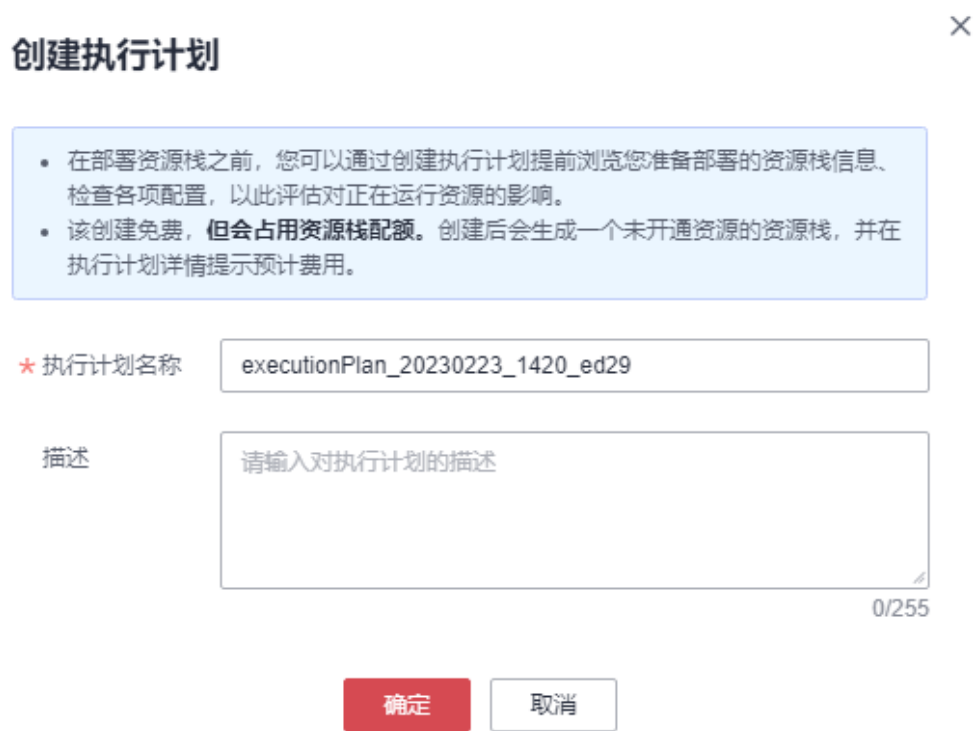 创建执行计划
在部署资源栈之前，您可以通过创建执行计划提前浏览您准备部署的资源栈信息、
检查各项配置，以此评估对正在运行资源的影响。
该创建免费，但会占用资源栈配额。创建后会生成一个未开通资源的资源栈，并在
执行计划详情提示预计费用。
* 执行计划名称 executionPlan_20230223_1420_ed29
描述 请输入对执行计划的描述
0/255
确定 取消